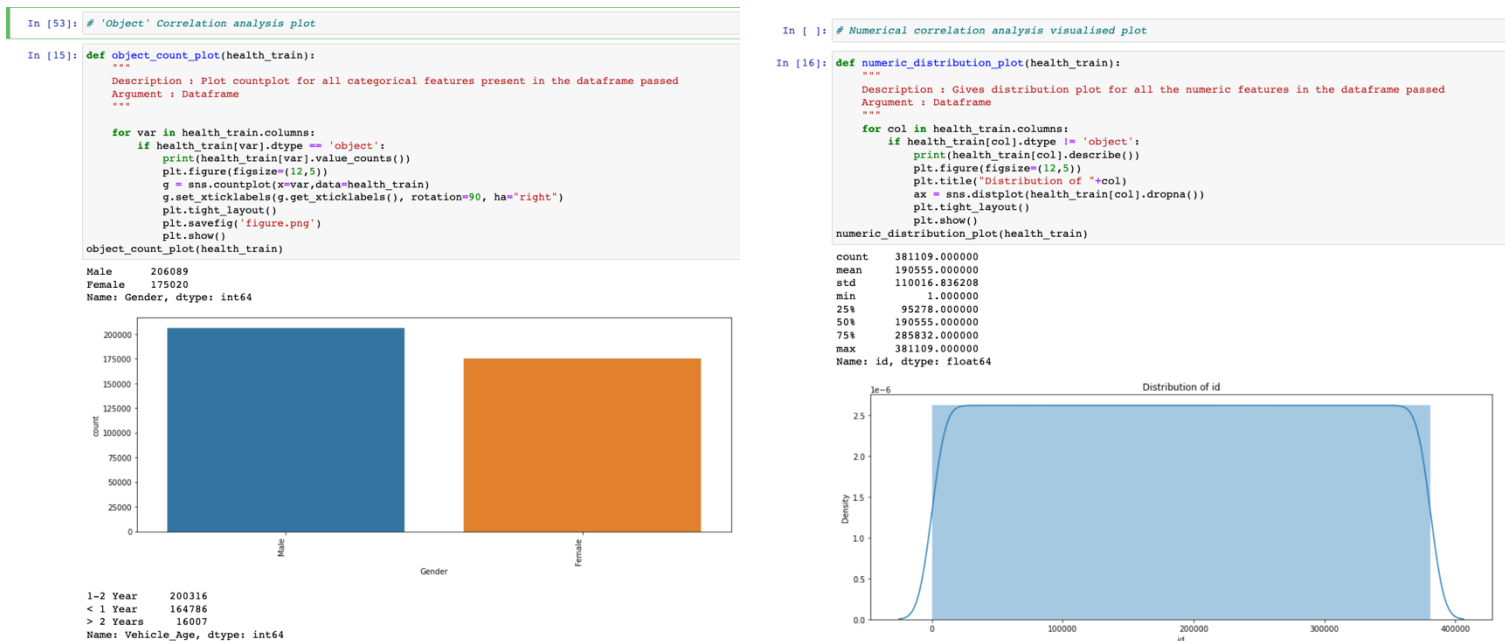 In [53]: # 'Object' Correlation analysis plot
In [15]: def object_count_plot(health_train):
    """
    Description : Plot countplot for all categorical features present in the dataframe passed
    Argument : Dataframe
    """
    for var in health_train.columns:
        if health_train[var].dtype == 'object':
            print(health_train[var].value_counts())
            plt.figure(figsize=(12,5))
            g = sns.countplot(x=var,data=health_train)
            g.set_xticklabels(g.get_xticklabels(), rotation=90, ha="right")
            plt.tight_layout()
            plt.savefig('figure.png')
            plt.show()
object_count_plot(health_train)
Male 206089
Female 175020
Name: Gender, dtype: int64
200000
175000
150000
125000
100000
75000
50000
25000
0
count
Male
Female
Gender
1-2 Year 200316
< 1 Year 164786
> 2 Years 16007
Name: Vehicle_Age, dtype: int64
In [ ]: # Numerical correlation analysis visualised plot
In [16]: def numeric_distribution_plot(health_train):
    """
    Description : Gives distribution plot for all the numeric features in the dataframe passed
    Argument : Dataframe
    """
    for col in health_train.columns:
        if health_train[col].dtype != 'object':
            print(health_train[col].describe())
            plt.figure(figsize=(12,5))
            plt.title("Distribution of "+col)
            ax = sns.distplot(health_train[col].dropna())
            plt.tight_layout()
            plt.show()
numeric_distribution_plot(health_train)
count 381109.000000
mean 190555.000000
std 110016.836208
min 1.000000
25% 95278.000000
50% 190555.000000
75% 285832.000000
max 381109.000000
Name: id, dtype: float64
Distribution of id
1e-6
2.5
2.0
1.5
1.0
0.5
0.0
Density
0
100000
200000
300000
400000
id